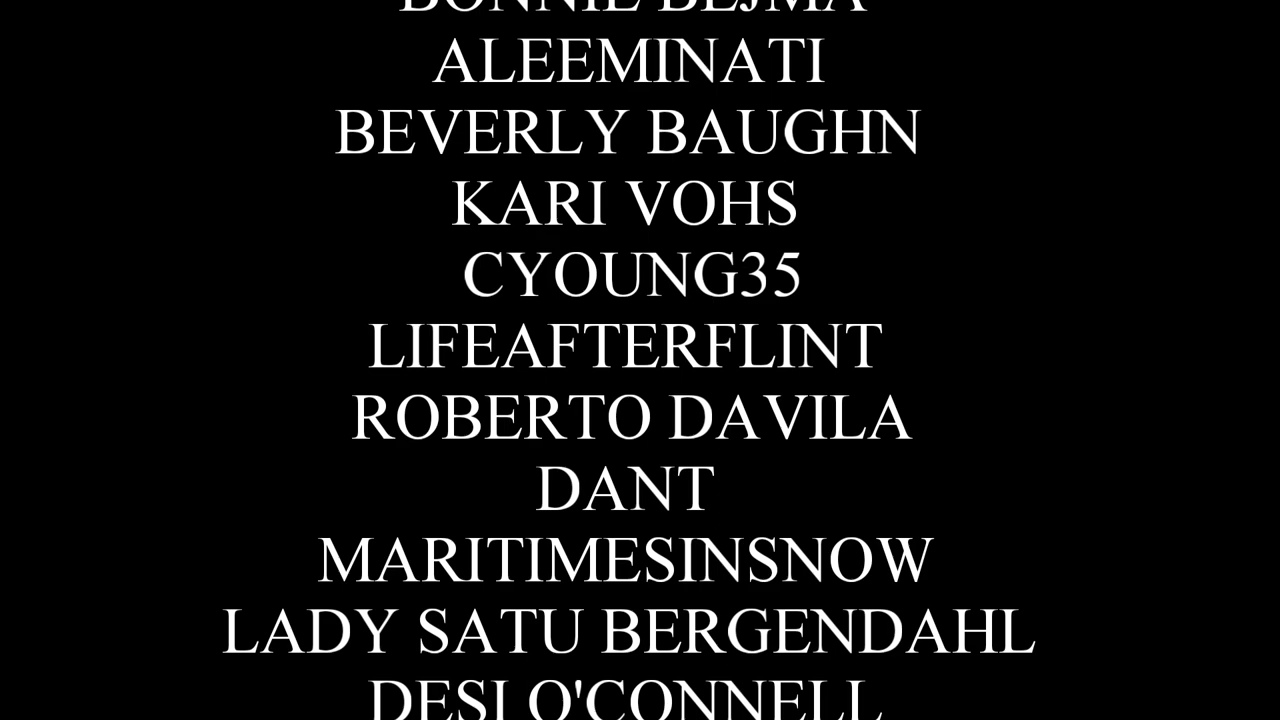 BONNIE BEJMA
ALEEMINATI
BEVERLY BAUGHN
KARI VOHS
CYOUNG35
LIFEAFTERFLINT
ROBERTO DAVILA
DANT
MARITIMESINSNOW
LADY SATU BERGENDAHL
DESI O'CONNELL